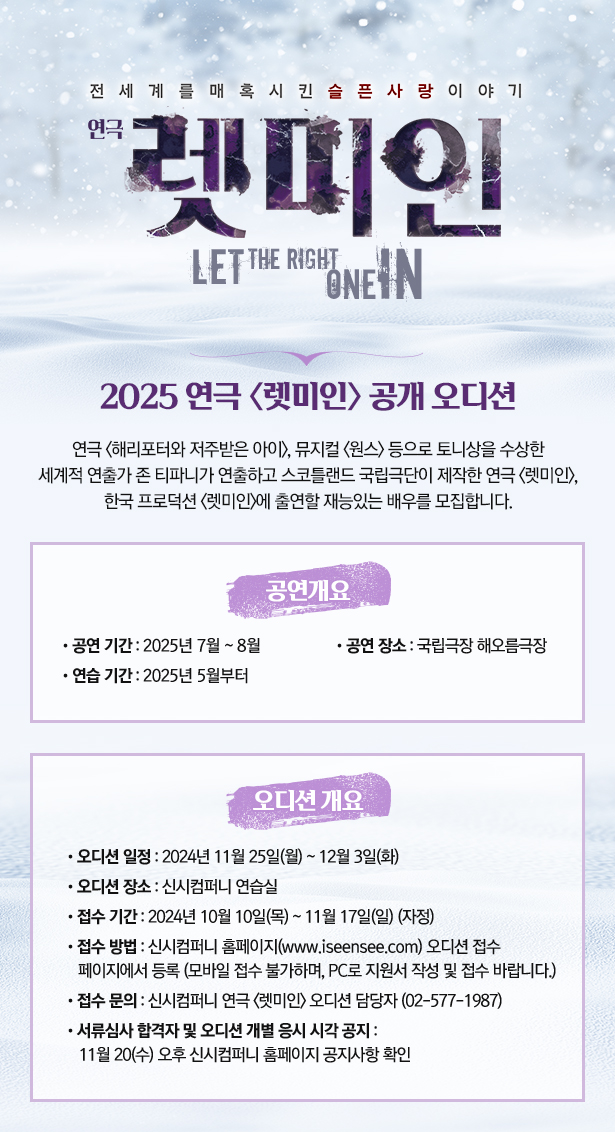 전 세 계 를 매 혹 시 킨 슬 픈 사 랑 이 야 기
연극 렛미인
LET THE RIGHT ONE IN
2025 연극 〈렛미인〉 공개 오디션
연극 〈해리포터와 저주받은 아이〉, 뮤지컬 〈원스〉 등으로 토니상을 수상한
세계적 연출가 존 티파니가 연출하고 스코틀랜드 국립극단이 제작한 연극 〈렛미인〉,
한국 프로덕션 〈렛미인〉에 출연할 재능있는 배우를 모집합니다.
공연개요
• 공연 기간 : 2025년 7월 ~ 8월
• 공연 장소 : 국립극장 해오름극장
• 연습 기간 : 2025년 5월부터
오디션 개요
• 오디션 일정 : 2024년 11월 25일(월) ~ 12월 3일(화)
• 오디션 장소 : 신시컴퍼니 연습실
• 접수 기간 : 2024년 10월 10일(목) ~ 11월 17일(일) (자정)
• 접수 방법 : 신시컴퍼니 홈페이지(www.iseensee.com) 오디션 접수
페이지에서 등록 (모바일 접수 불가하며, PC로 지원서 작성 및 접수 바랍니다.)
• 접수 문의 : 신시컴퍼니 연극 〈렛미인〉 오디션 담당자 (02-577-1987)
• 서류심사 합격자 및 오디션 개별 응시 시각 공지 :
11월 20(수) 오후 신시컴퍼니 홈페이지 공지사항 확인